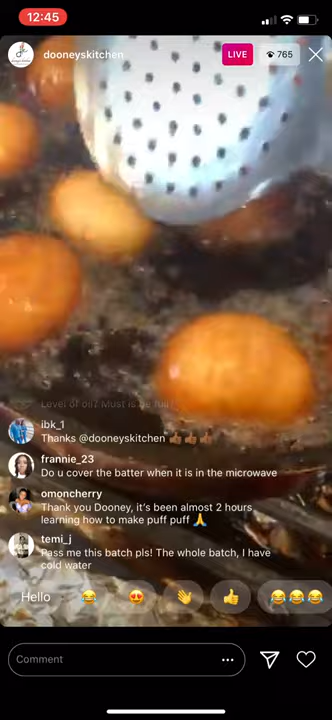 12:45
dooneyskitchen
LIVE
765
Level of oil? Must is be full?
ibk_1
Thanks @dooneyskitchen 👍🏾👍🏾👍🏾
frannie_23
Do u cover the batter when it is in the microwave
omoncherry
Thank you Dooney, it's been almost 2 hours
learning how to make puff puff 🙏
temi_j
Pass me this batch pls! The whole batch, I have
cold water
Hello 😂 😍 👋 👍 😂😂😂
Comment